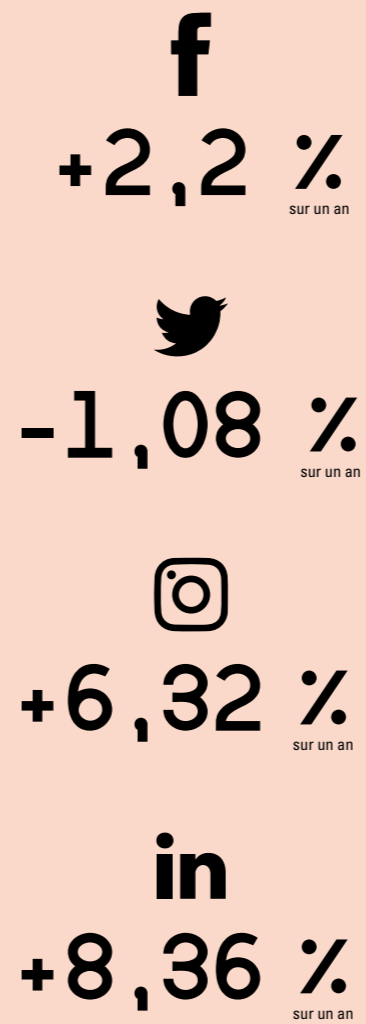 f
+2,2 %
sur un an
-1,08 %
sur un an
+6,32 %
sur un an
in
+8,36 %
sur un an